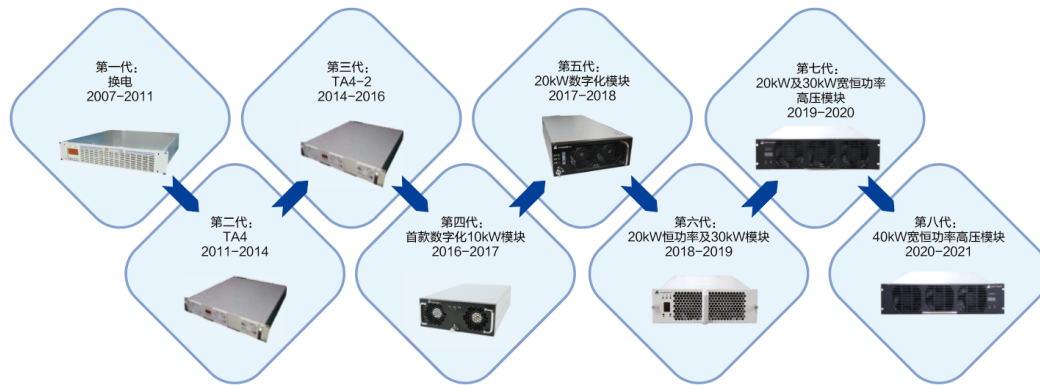 第一代：
换电
2007-2011
第二代：
TA4
2011-2014
第三代：
TA4-2
2014-2016
第四代：
首款数字化10kW模块
2016-2017
第五代：
20kW数字化模块
2017-2018
第六代：
20kW恒功率及30kW模块
2018-2019
第七代：
20kW及30kW宽恒功率
高压模块
2019-2020
第八代：
40kW宽恒功率高压模块
2020-2021